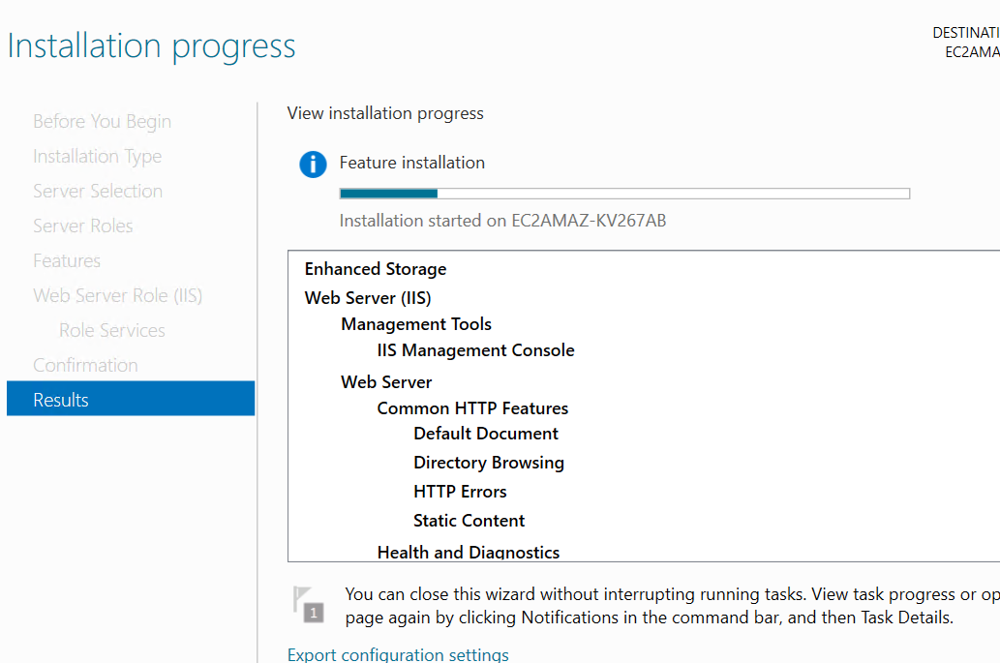 Installation progress
DESTINATI
EC2AMA
Before You Begin
Installation Type
Server Selection
Server Roles
Features
Web Server Role (IIS)
Role Services
Confirmation
Results
View installation progress
Feature installation
Installation started on EC2AMAZ-KV267AB
Enhanced Storage
Web Server (IIS)
Management Tools
IIS Management Console
Web Server
Common HTTP Features
Default Document
Directory Browsing
HTTP Errors
Static Content
Health and Diagnostics
1
You can close this wizard without interrupting running tasks. View task progress or op
page again by clicking Notifications in the command bar, and then Task Details.
Export configuration settings